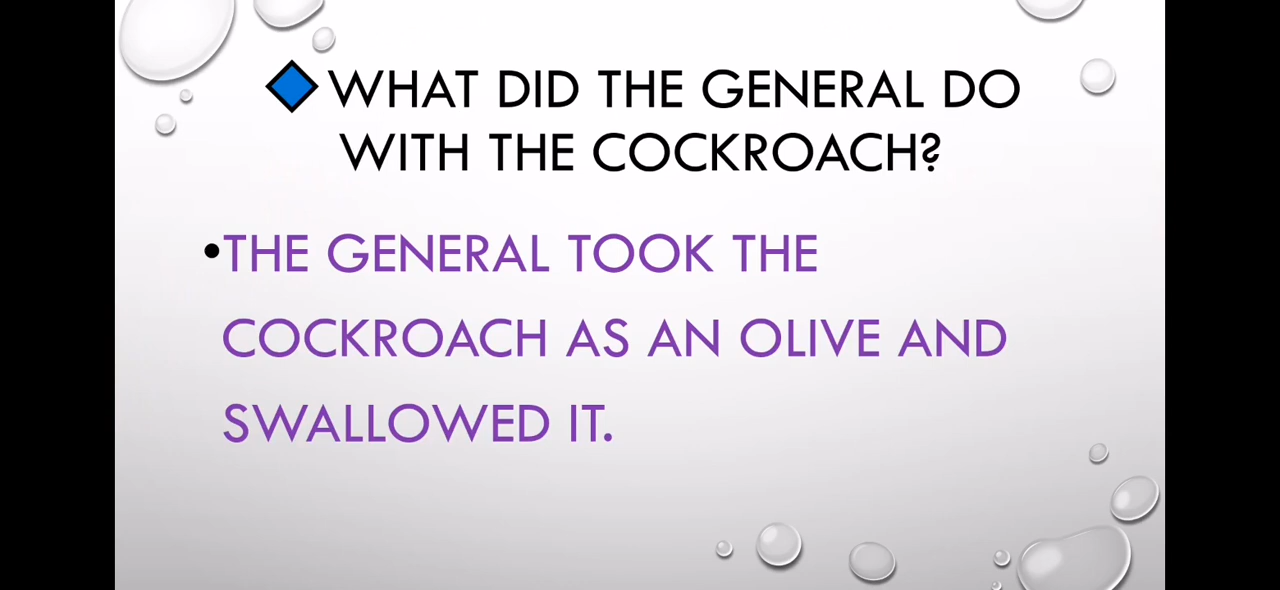 WHAT DID THE GENERAL DO
WITH THE COCKROACH?
•THE GENERAL TOOK THE
COCKROACH AS AN OLIVE AND
SWALLOWED IT.